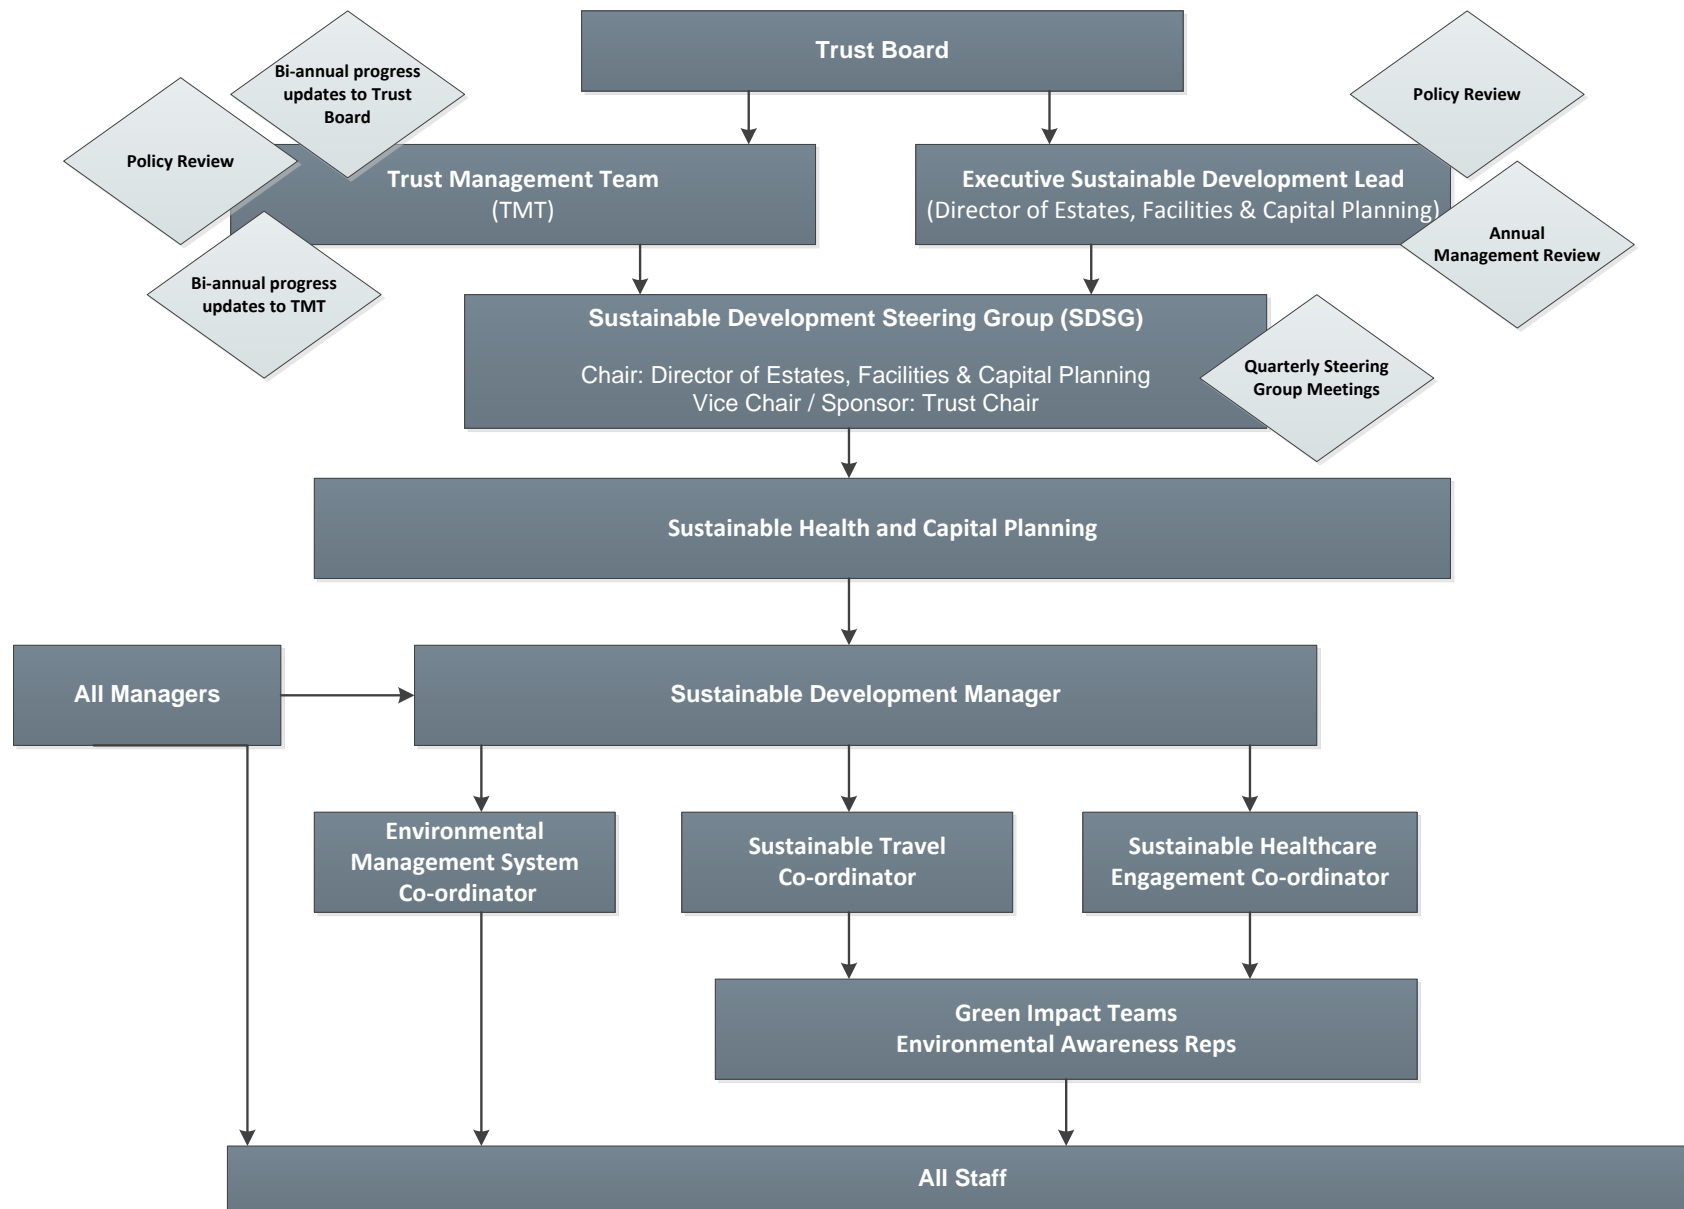 Trust Board
Bi-annual progress
updates to Trust
Board
Policy Review
Policy Review
Trust Management Team
(TMT)
Executive Sustainable Development Lead
(Director of Estates, Facilities & Capital Planning)
Annual
Management Review
Bi-annual progress
updates to TMT
Sustainable Development Steering Group (SDSG)
Chair: Director of Estates, Facilities & Capital Planning
Vice Chair / Sponsor: Trust Chair
Quarterly Steering
Group Meetings
Sustainable Health and Capital Planning
All Managers
Sustainable Development Manager
Environmental
Management System
Co-ordinator
Sustainable Travel
Co-ordinator
Sustainable Healthcare
Engagement Co-ordinator
Green Impact Teams
Environmental Awareness Reps
All Staff